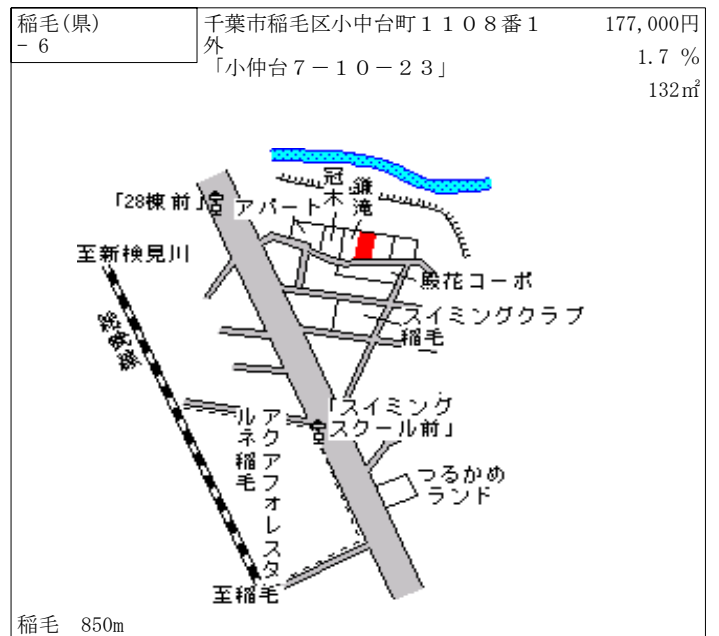 稲毛(県)
- 6
千葉市稲毛区小中台町１１０８番１
外
「小仲台７－１０－２３」
177,000円
1.7 %
132㎡
「28棟前」
アパート
冠木
鎌滝
至新検見川
殿花コーポ
スイミングクラブ
稲毛
総武線
「スイミング
スクール前」
アクアフォレスタ
ルネ稲毛
つるかめ
ランド
至稲毛
稲毛　850m